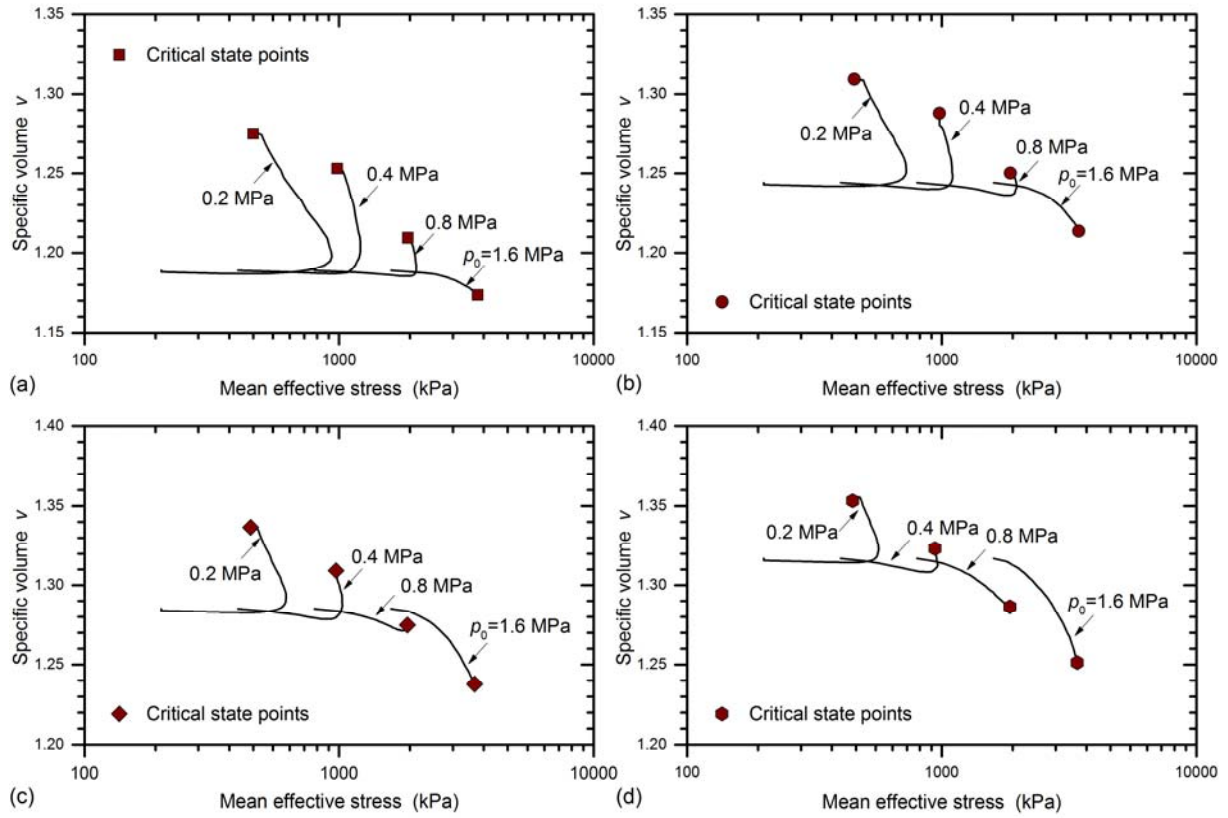 1.35
1.30
1.25
1.20
1.15
Specific volume v
Critical state points
0.2 MPa
0.4 MPa
0.8 MPa
p0=1.6 MPa
100
1000
10000
Mean effective stress (kPa)
(a)
1.35
1.30
1.25
1.20
1.15
Specific volume v
0.2 MPa
0.4 MPa
0.8 MPa
p0=1.6 MPa
Critical state points
100
1000
10000
Mean effective stress (kPa)
(b)
1.40
1.35
1.30
1.25
1.20
Specific volume v
0.2 MPa
0.4 MPa
0.8 MPa
p0=1.6 MPa
Critical state points
100
1000
10000
Mean effective stress (kPa)
(c)
1.40
1.35
1.30
1.25
1.20
Specific volume v
0.2 MPa
0.4 MPa
0.8 MPa
p0=1.6 MPa
Critical state points
100
1000
10000
Mean effective stress (kPa)
(d)